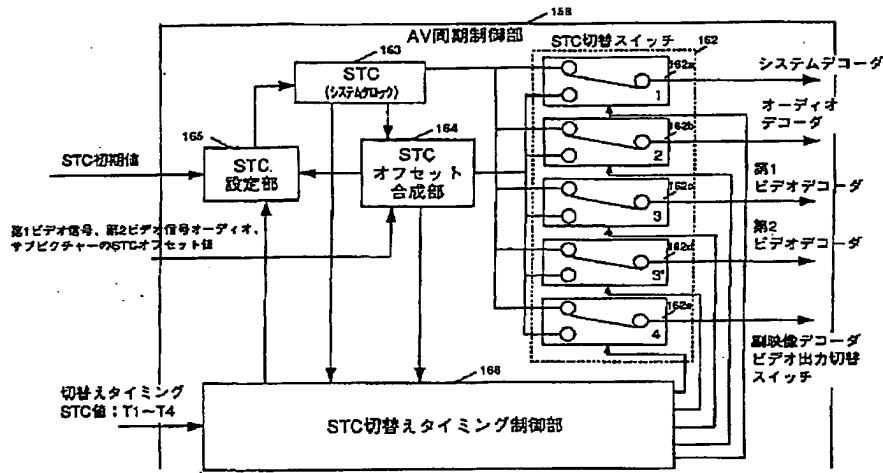 158
AV同期制御部
STC切替スイッチ
162
163
STC
(システムクロック)
162a
1
システムデコーダ
オーディオ
デコーダ
165
164
162b
2
STC初期値
STC.
設定部
STC
オフセット
合成部
第1
ビデオデコーダ
162c
3
第1ビデオ信号、第2ビデオ信号オーディオ、
サブピクチャーのSTCオフセット値
第2
ビデオデコーダ
162d
3'
162e
4
副映像デコーダ
ビデオ出力切替
スイッチ
切替えタイミング
STC値:T1~T4
166
STC切替えタイミング制御部